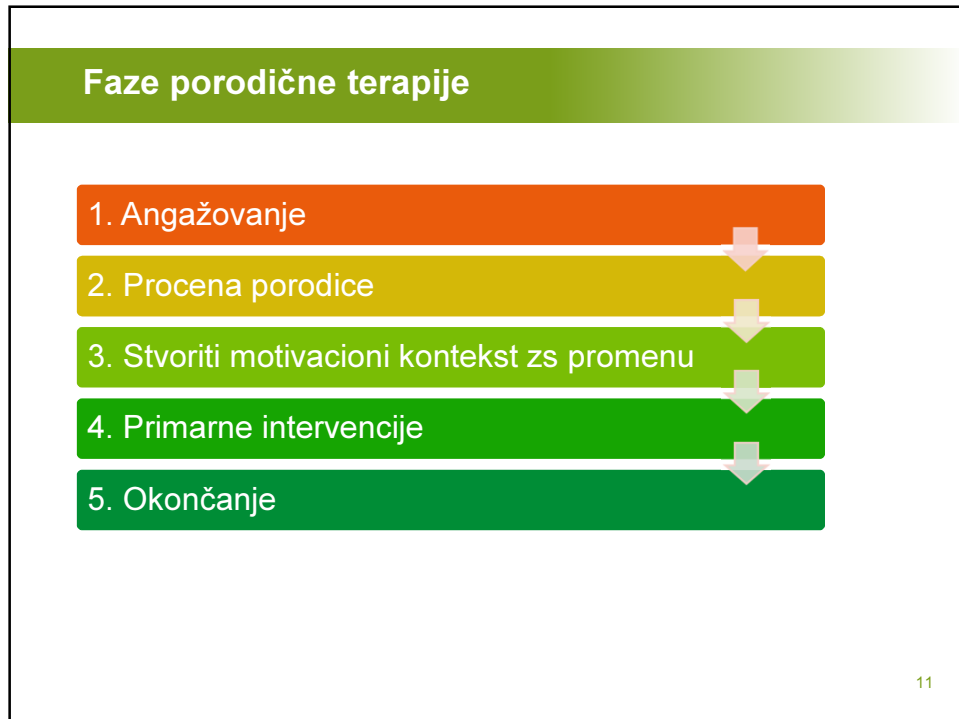 Faze porodične terapije
1. Angažovanje
2. Procena porodice
3. Stvoriti motivacioni kontekst zs promenu
4. Primarne intervencije
5. Okončanje
11